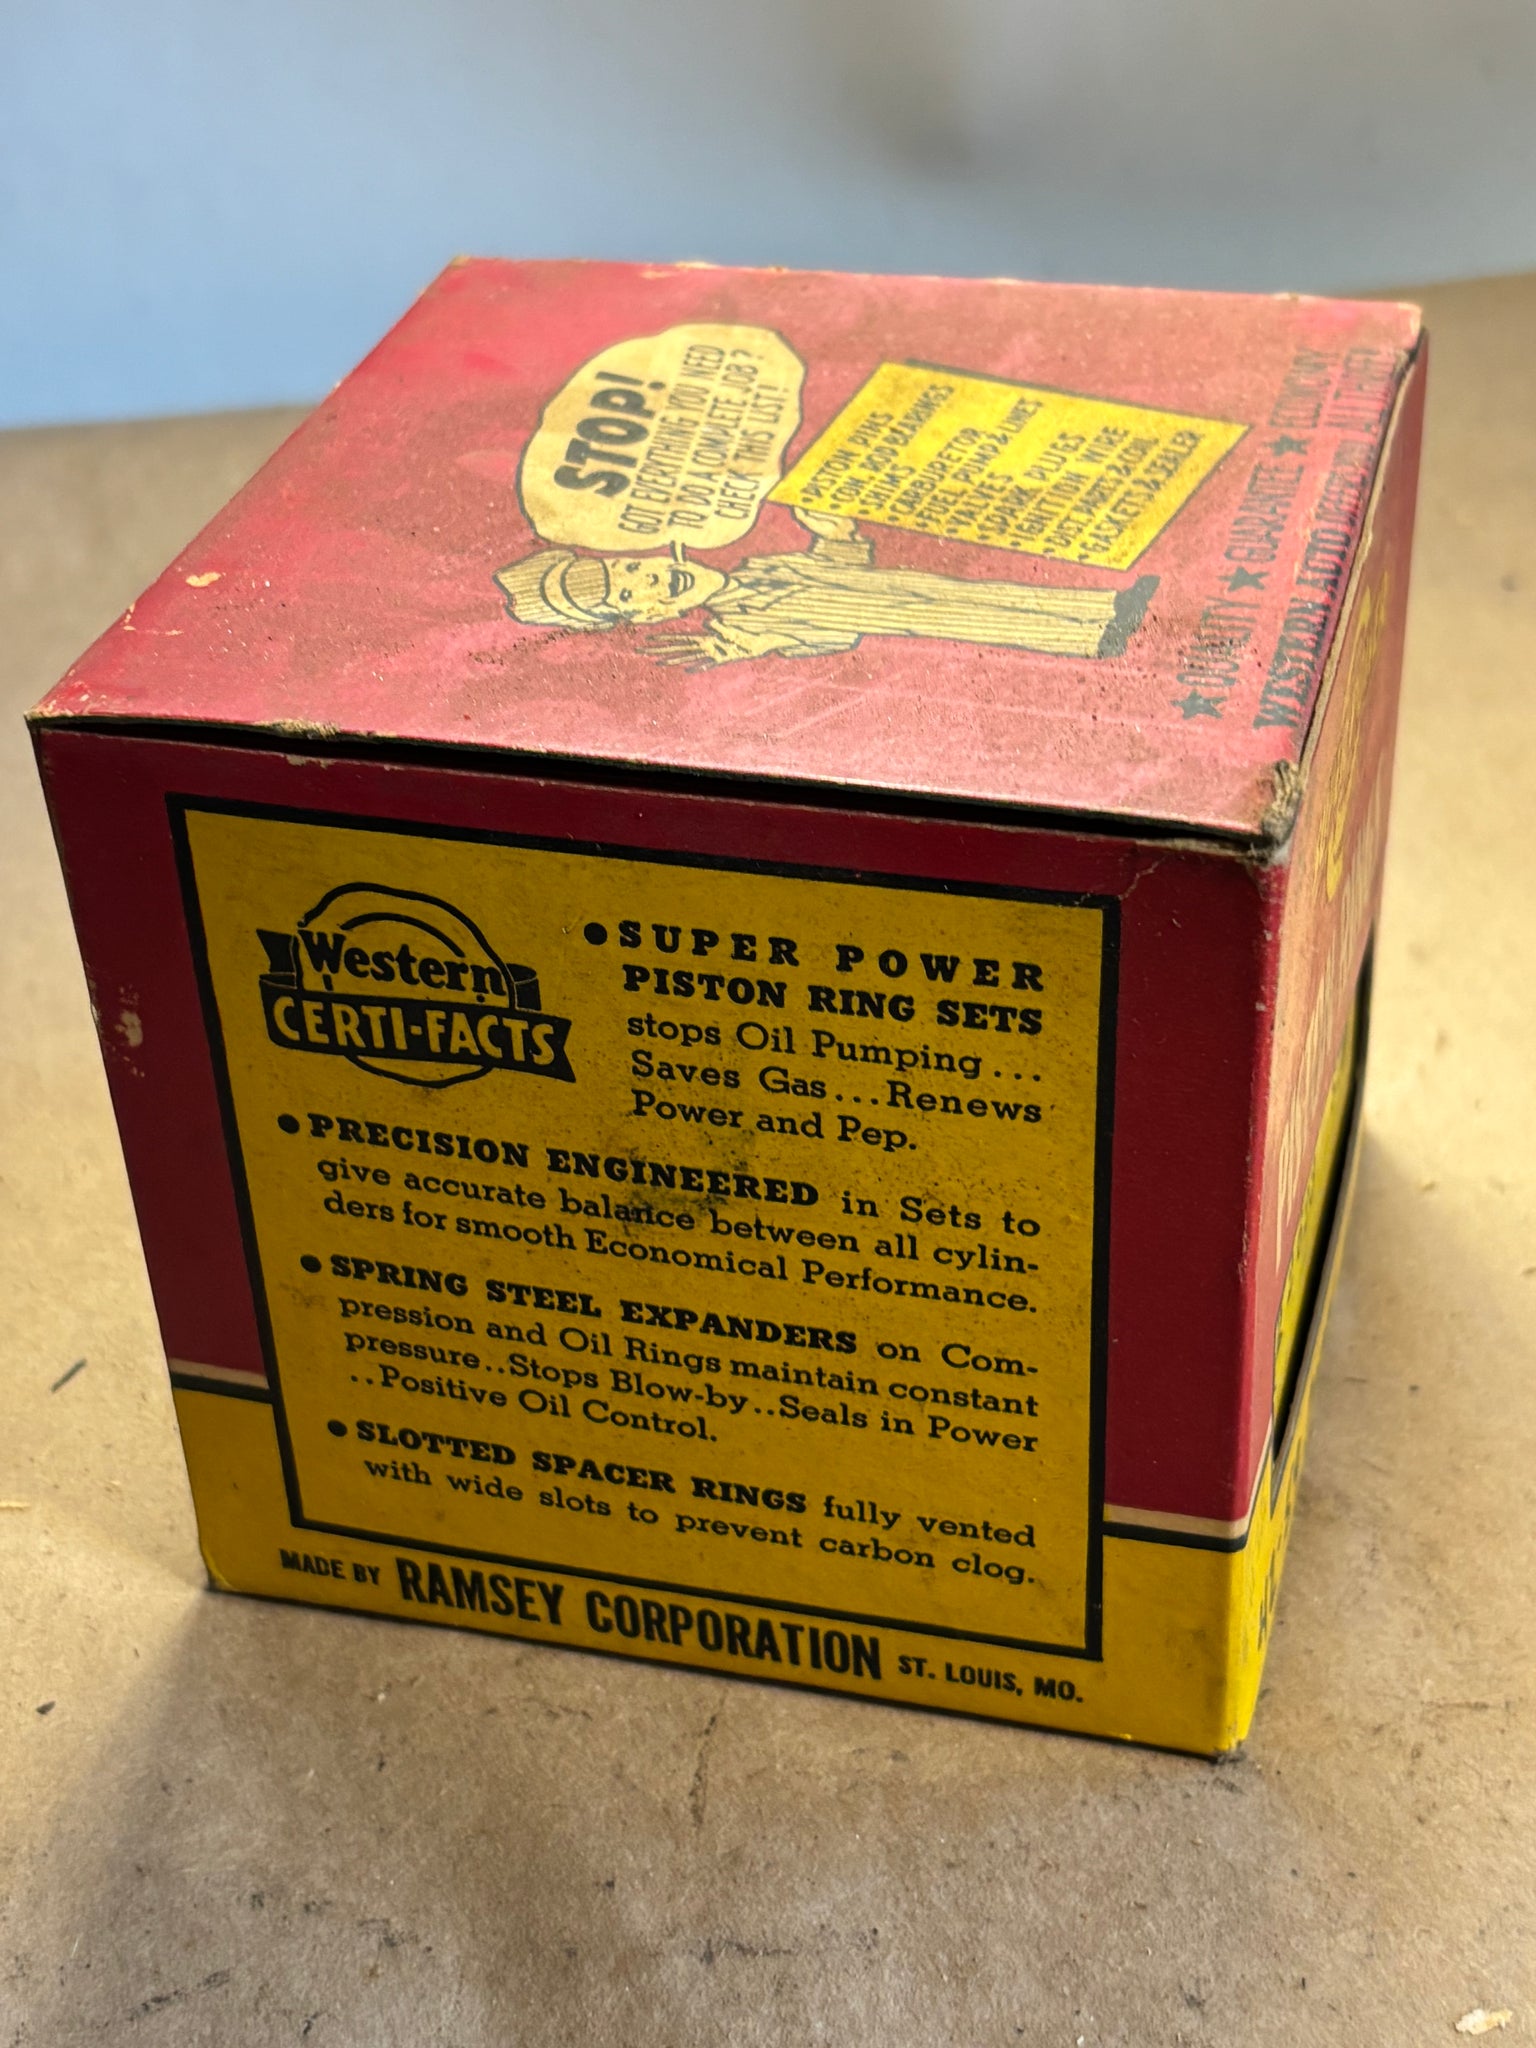 STOP!
GOT EVERYTHING YOU NEED
TO DO A COMPLETE JOB?
CHECK THIS LIST!
• PISTON PINS
• CON. ROD BEARINGS
• SHIMS
• CARBURETOR
• FUEL PUMP & LINES
• VALVES
• SPARK PLUGS
• IGNITION WIRE
• DIST. PARTS & COIL
• GASKETS & SEALER
★ QUALITY ★ GUARANTEE ★ ECONOMY
WESTERN AUTO
Western
CERTI-FACTS
• SUPER POWER
PISTON RING SETS
stops Oil Pumping...
Saves Gas...Renews
Power and Pep.
• PRECISION ENGINEERED in Sets to
give accurate balance between all cylin-
ders for smooth Economical Performance.
• SPRING STEEL EXPANDERS on Com-
pression and Oil Rings maintain constant
pressure..Stops Blow-by..Seals in Power
..Positive Oil Control.
• SLOTTED SPACER RINGS fully vented
with wide slots to prevent carbon clog.
MADE BY RAMSEY CORPORATION ST. LOUIS, MO.